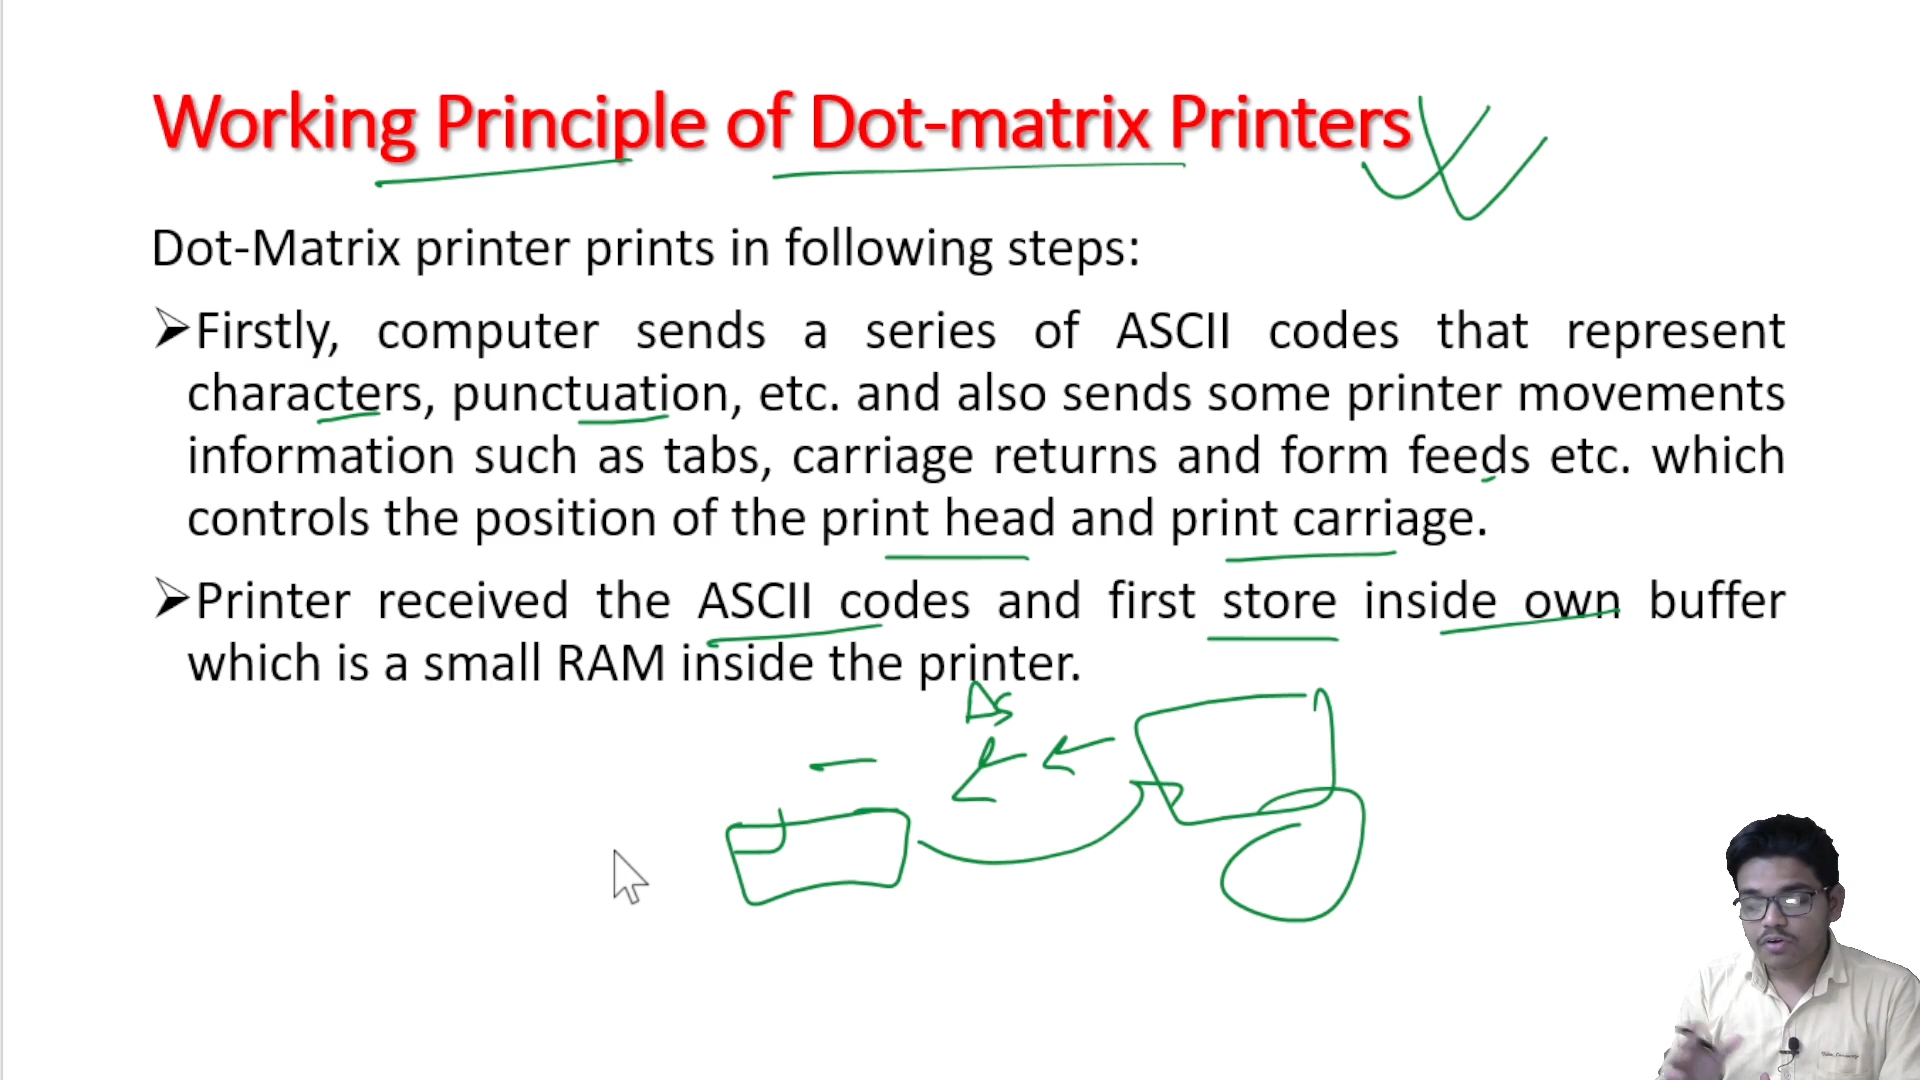 Working Principle of Dot-matrix Printers
Dot-Matrix printer prints in following steps:
➢Firstly, computer sends a series of ASCII codes that represent
characters, punctuation, etc. and also sends some printer movements
information such as tabs, carriage returns and form feeds etc. which
controls the position of the print head and print carriage.
➢Printer received the ASCII codes and first store inside own buffer
which is a small RAM inside the printer.
As